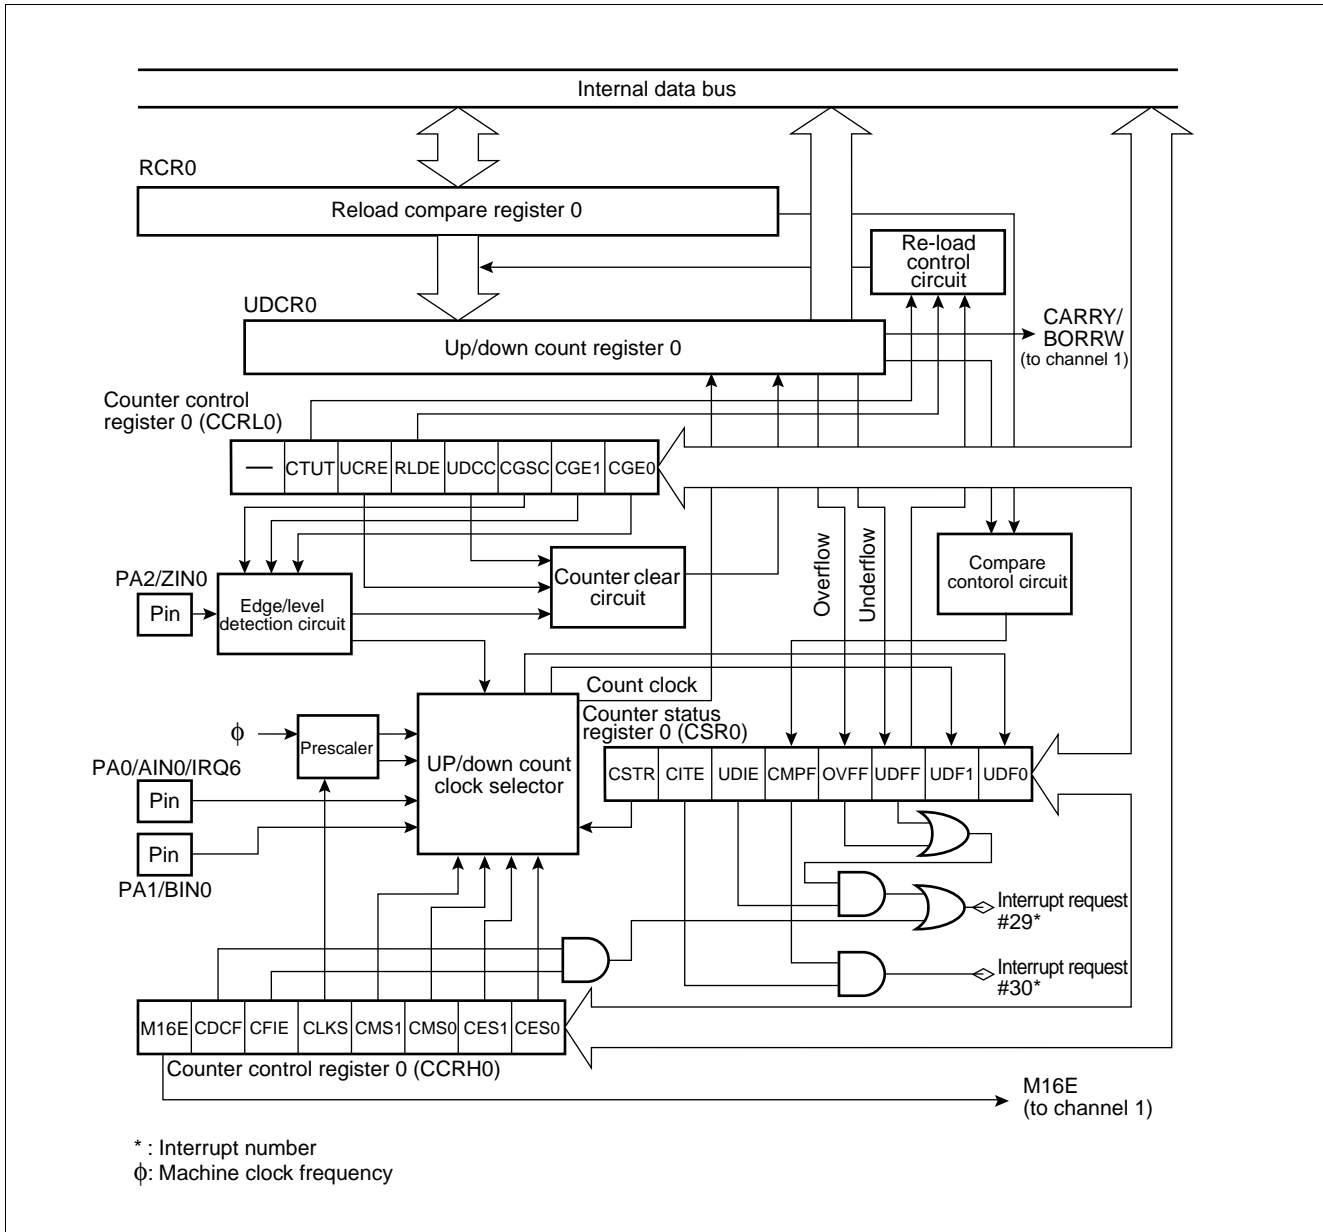 Internal data bus
RCR0
Reload compare register 0
Re-load
control
circuit
UDCR0
CARRY/
BORRW
(to channel 1)
Up/down count register 0
Counter control
register 0 (CCRL0)
— CTUT UCRE RLDE UDCC CGSC CGE1 CGE0
Overflow
Underflow
Compare
contorol circuit
PA2/ZIN0
Pin
Edge/level
detection circuit
Counter clear
circuit
Count clock
Counter status
register 0 (CSR0)
ϕ
Prescaler
UP/down count
clock selector
PA0/AIN0/IRQ6
Pin
Pin
PA1/BIN0
CSTR CITE UDIE CMPF OVFF UDFF UDF1 UDF0
Interrupt request
#29*
Interrupt request
#30*
M16E CDCF CFIE CLKS CMS1 CMS0 CES1 CES0
Counter control register 0 (CCRH0)
M16E
(to channel 1)
* : Interrupt number
ϕ: Machine clock frequency